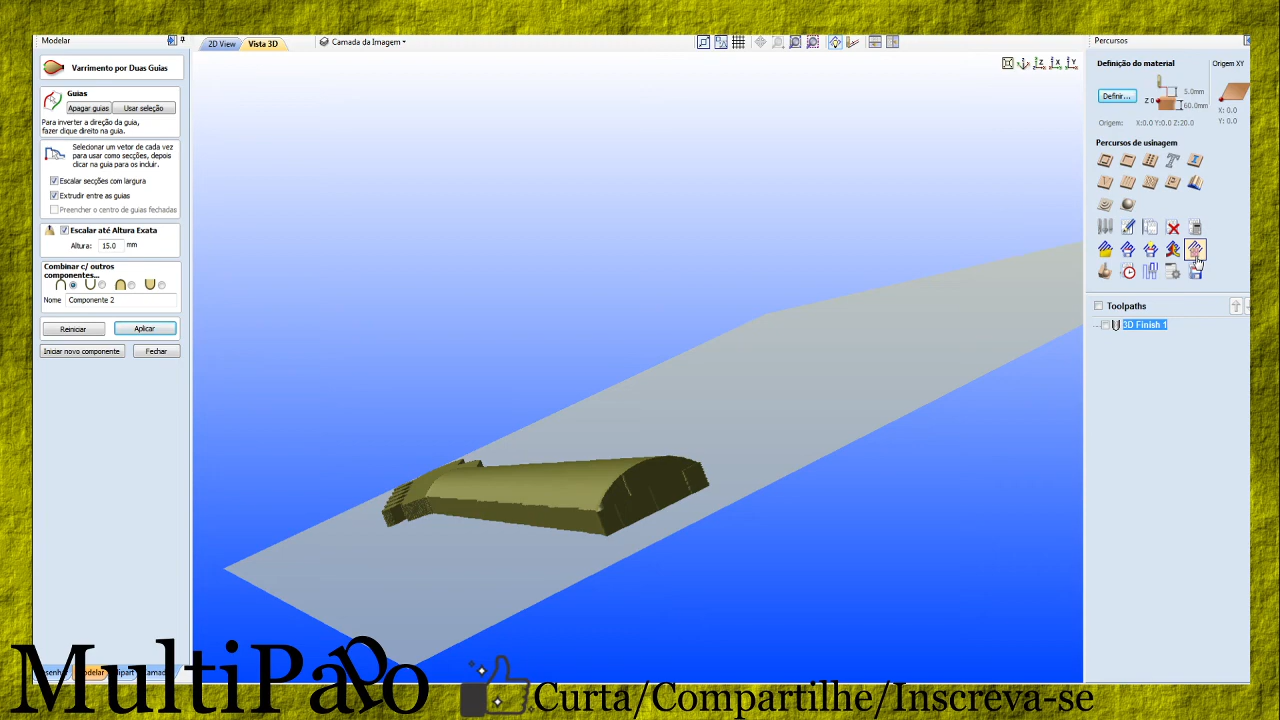 Modelar
Varrimento por Duas Guias
Guias
Apagar guias
Usar seleção
Para inverter a direção da guia,
fazer clique direito na guia.
Selecionar um vetor de cada vez
para usar como secções, depois
clicar na guia para os incluir.
Escalar secções com largura
Extrudir entre as guias
Preencher o centro de guias fechadas
Escalar até Altura Exata
Altura: 15.0 mm
Combinar c/ outros
componentes...
Nome Componente 2
Reiniciar
Aplicar
Iniciar novo componente
Fechar
2D View
Vista 3D
Camada da Imagem
Percursos
Definição do material
Origem XY
Definir...
5.0mm
Z 0
60.0mm
X: 0.0
Y: 0.0
Origem: X:0.0 Y:0.0 Z:20.0
Percursos de usinagem
Toolpaths
3D Finish 1
MultiPapo
Curta/Compartilhe/Inscreva-se